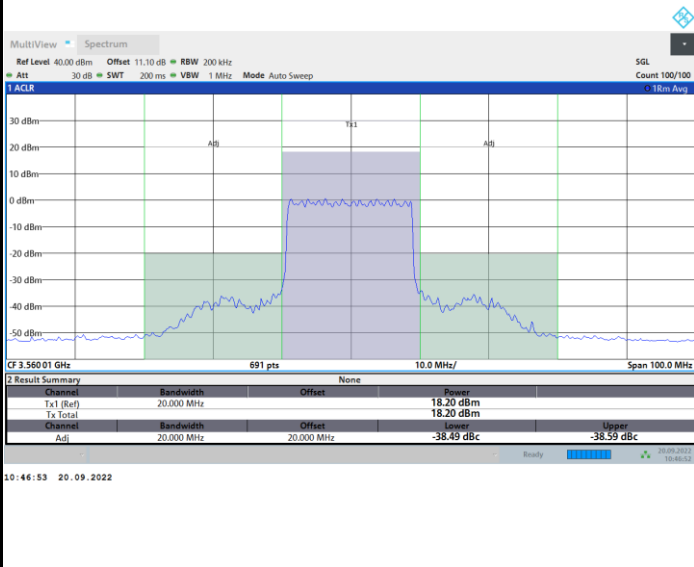 MultiView Spectrum
Ref Level 40.00 dBm Offset 11.10 dB RBW 200 kHz SGL
Att 30 dB SWT 200 ms VBW 1 MHz Mode Auto Sweep Count 100/100
1 ACLR 1Rm Avg
30 dBm
Tx1
20 dBm Adj Adj
10 dBm
0 dBm
-10 dBm
-20 dBm
-30 dBm
-40 dBm
-50 dBm
CF 3.56001 GHz 691 pts 10.0 MHz/ Span 100.0 MHz
2 Result Summary None
Channel Bandwidth Offset Power
Tx1 (Ref) 20.000 MHz 18.20 dBm
Tx Total 18.20 dBm
Channel Bandwidth Offset Lower Upper
Adj 20.000 MHz 20.000 MHz -38.49 dBc -38.59 dBc
Ready 20.09.2022
10:46:52
10:46:53 20.09.2022